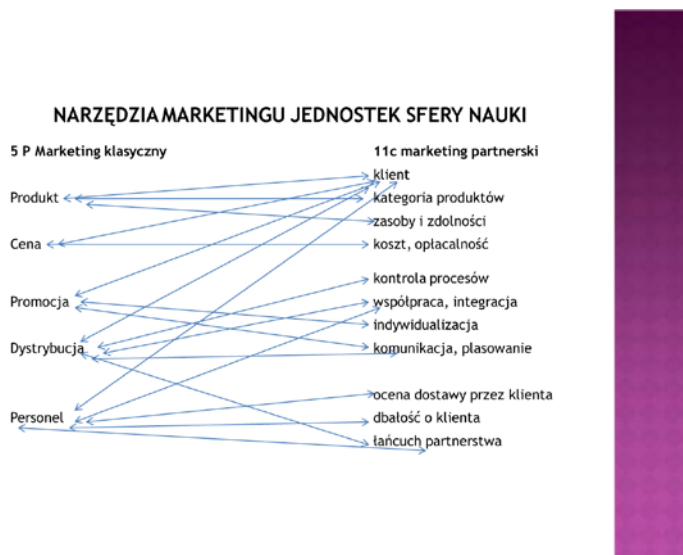 NARZĘDZIA MARKETINGU JEDNOSTEK SFERY NAUKI
5 P Marketing klasyczny
11c marketing partnerski
klient
Produkt
kategoria produktów
zasoby i zdolności
Cena
koszt, opłacalność
kontrola procesów
Promocja
współpraca, integracja
indywidualizacja
Dystrybucja
komunikacja, plasowanie
ocena dostawy przez klienta
Personel
dbałość o klienta
łańcuch partnerstwa